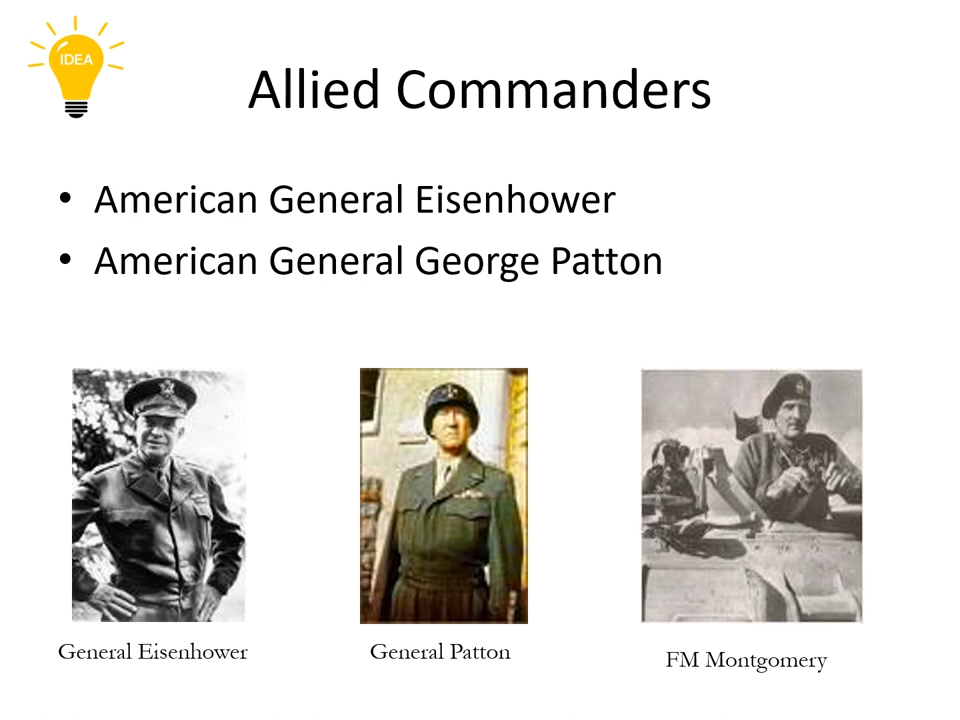 IDEA
Allied Commanders
• American General Eisenhower
• American General George Patton
General Eisenhower
General Patton
FM Montgomery